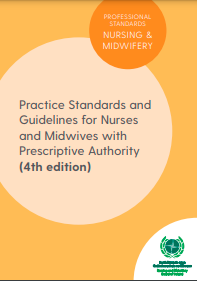 PROFESSIONAL
STANDARDS
NURSING &
MIDWIFERY
Practice Standards and
Guidelines for Nurses
and Midwives with
Prescriptive Authority
(4th edition)